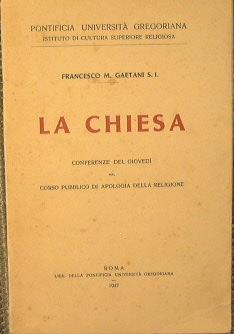 PONTIFICIA UNIVERSITÀ GREGORIANA
ISTITUTO DI CULTURA SUPERIORE RELIGIOSA
FRANCESCO M. GAETANI S. I.
LA CHIESA
CONFERENZE DEL GIOVEDÌ
CORSO PUBBLICO DI APOLOGIA DELLA RELIGIONE
ROMA
LIBR. DELLA PONTIFICIA UNIVERSITÀ GREGORIANA
1947